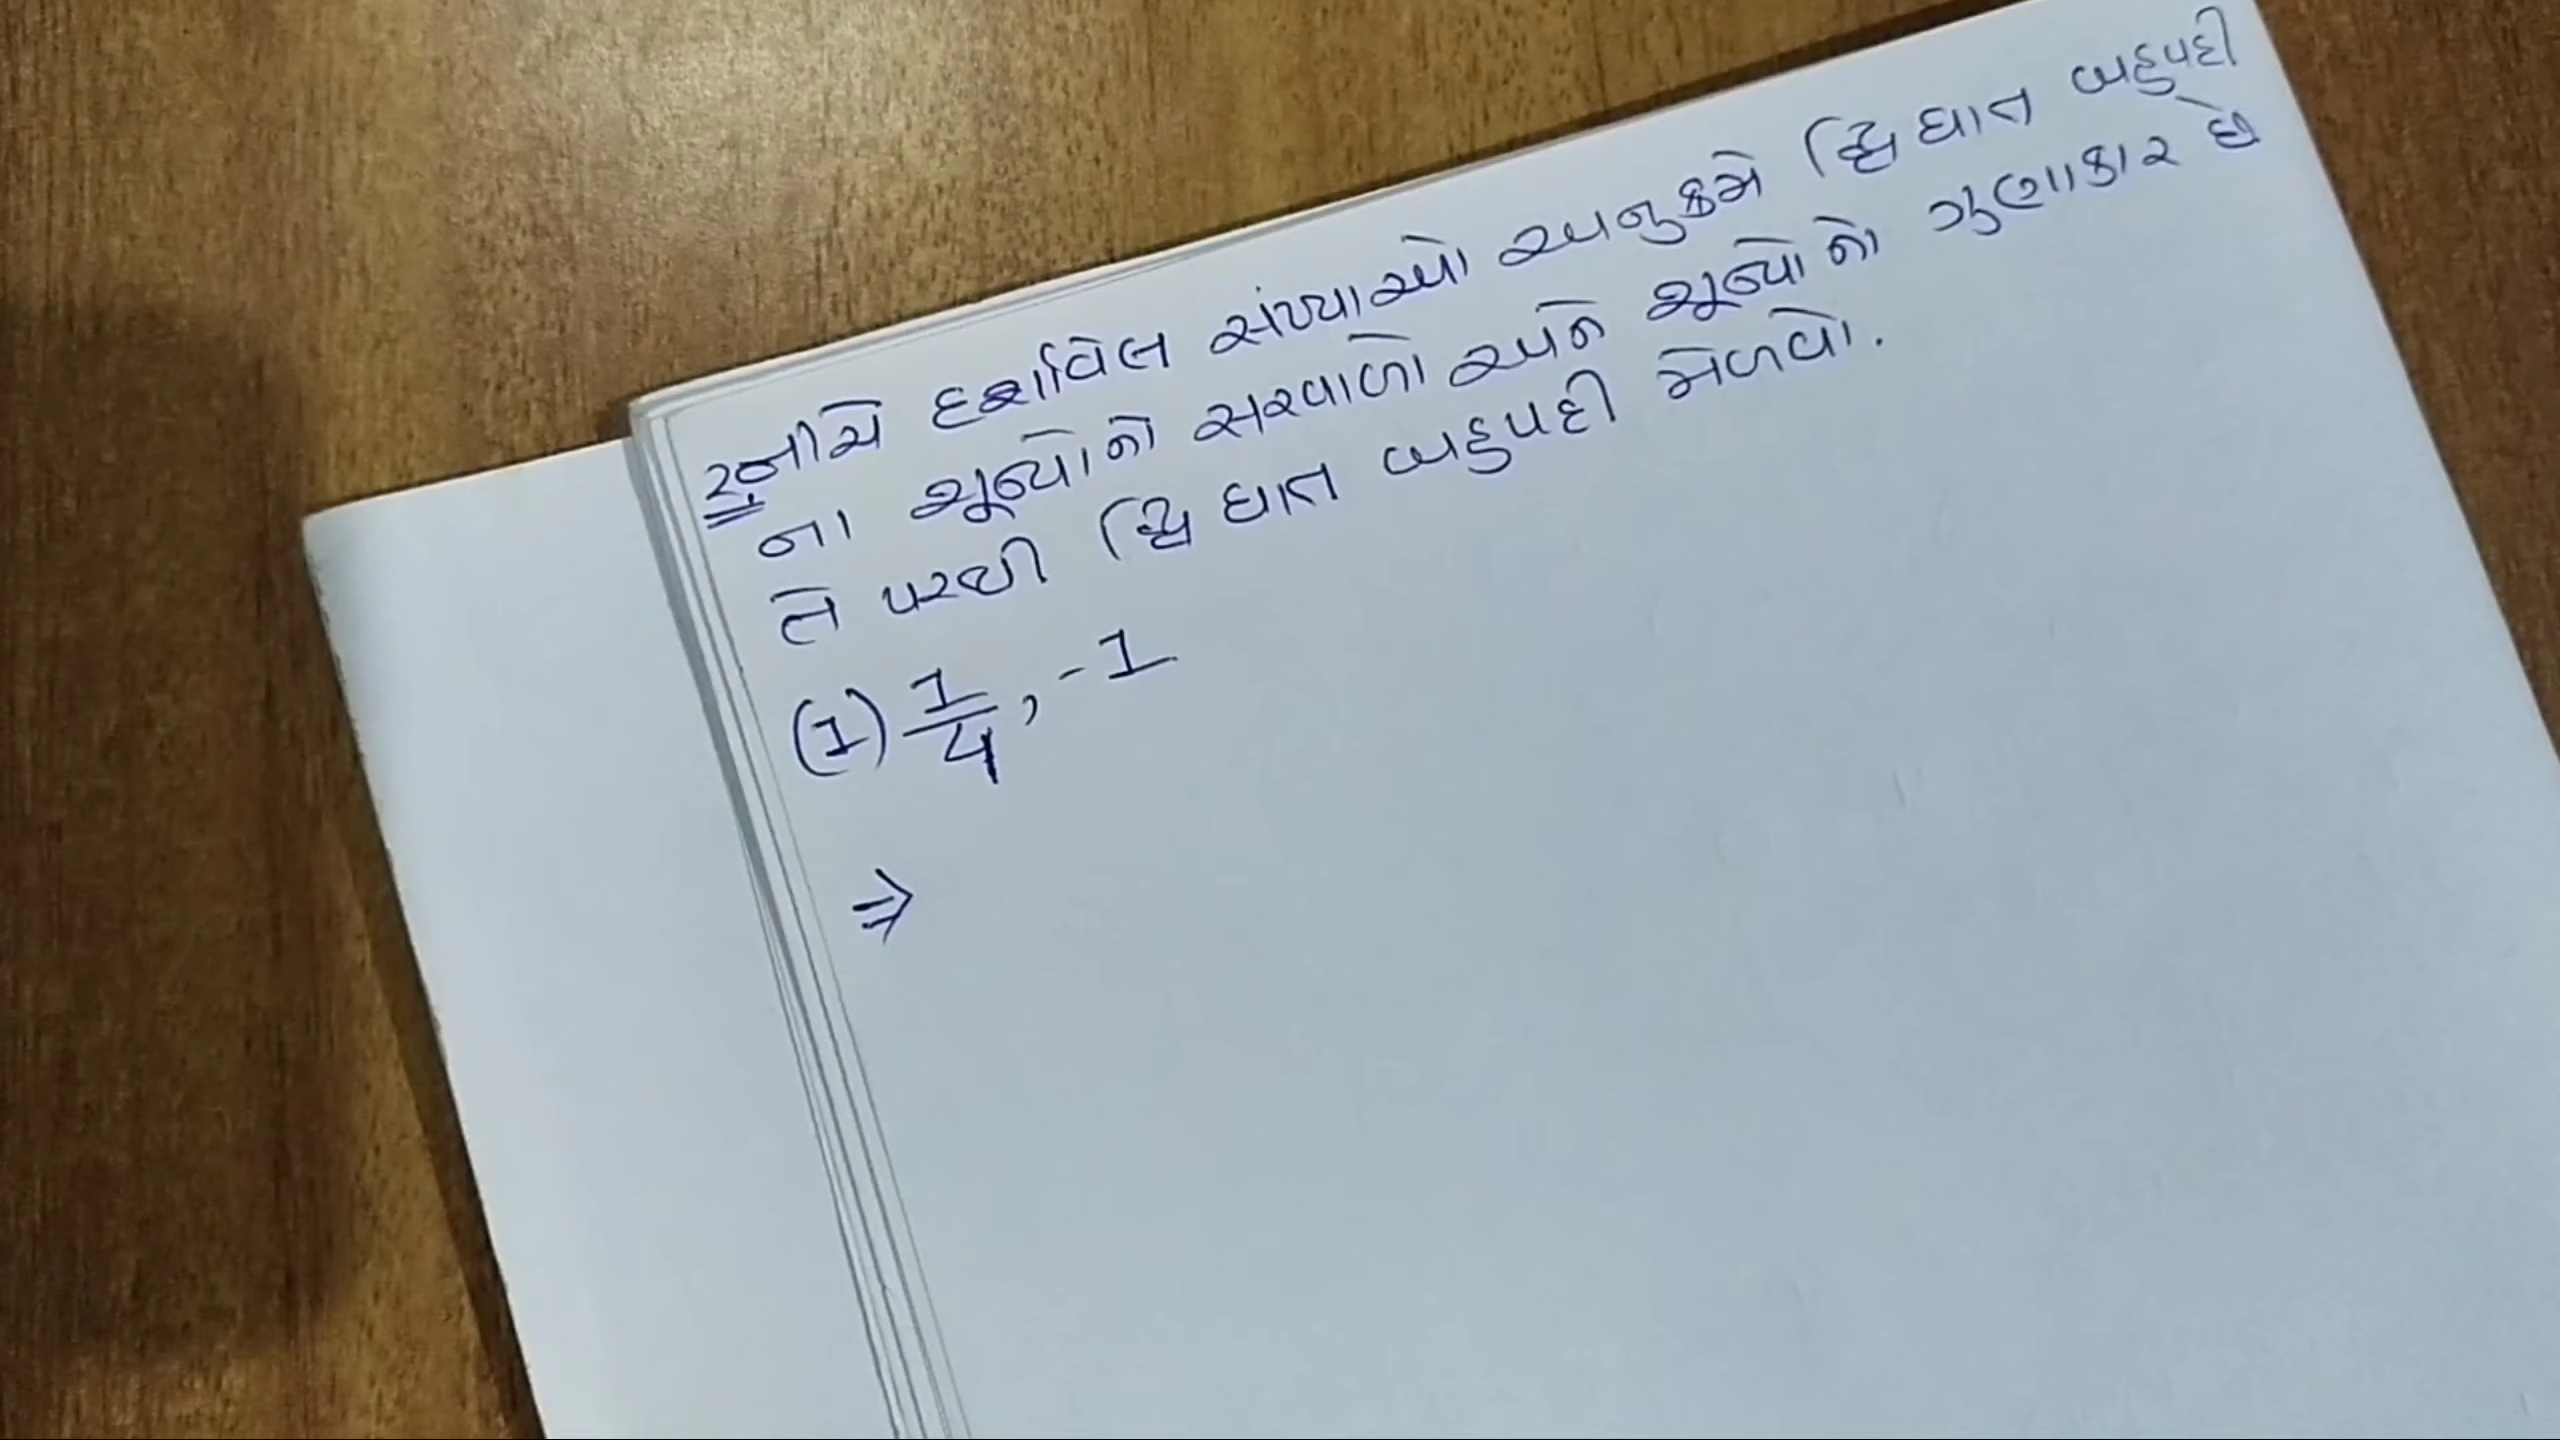 2. નીચે દર્શાવેલ સંખ્યાઓ અનુક્રમે દ્વિઘાત બહુપદી
ના શૂન્યોનો સરવાળો અને શૂન્યોનો ગુણાકાર છે
તે પરથી દ્વિઘાત બહુપદી મેળવો.
(1) 1/4, -1
⇒